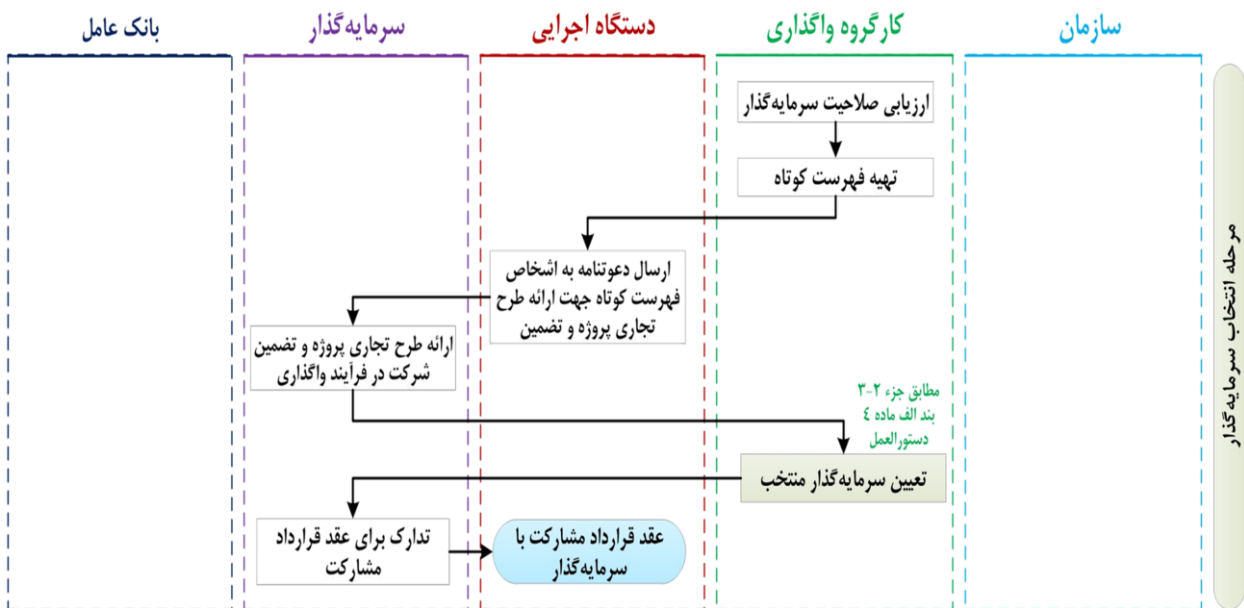 سازمان
کارگروه واگذاری
دستگاه اجرایی
سرمایه‌گذار
بانک عامل
مرحله انتخاب سرمایه‌گذار
ارزیابی صلاحیت سرمایه‌گذار
تهیه فهرست کوتاه
ارسال دعوتنامه به اشخاص
فهرست کوتاه جهت ارائه طرح
تجاری پروژه و تضمین
ارائه طرح تجاری پروژه و تضمین
شرکت در فرآیند واگذاری
مطابق جزء ۲-۳
بند الف ماده ٤
دستورالعمل
تعیین سرمایه‌گذار منتخب
تدارک برای عقد قرارداد
مشارکت
عقد قرارداد مشارکت با
سرمایه‌گذار